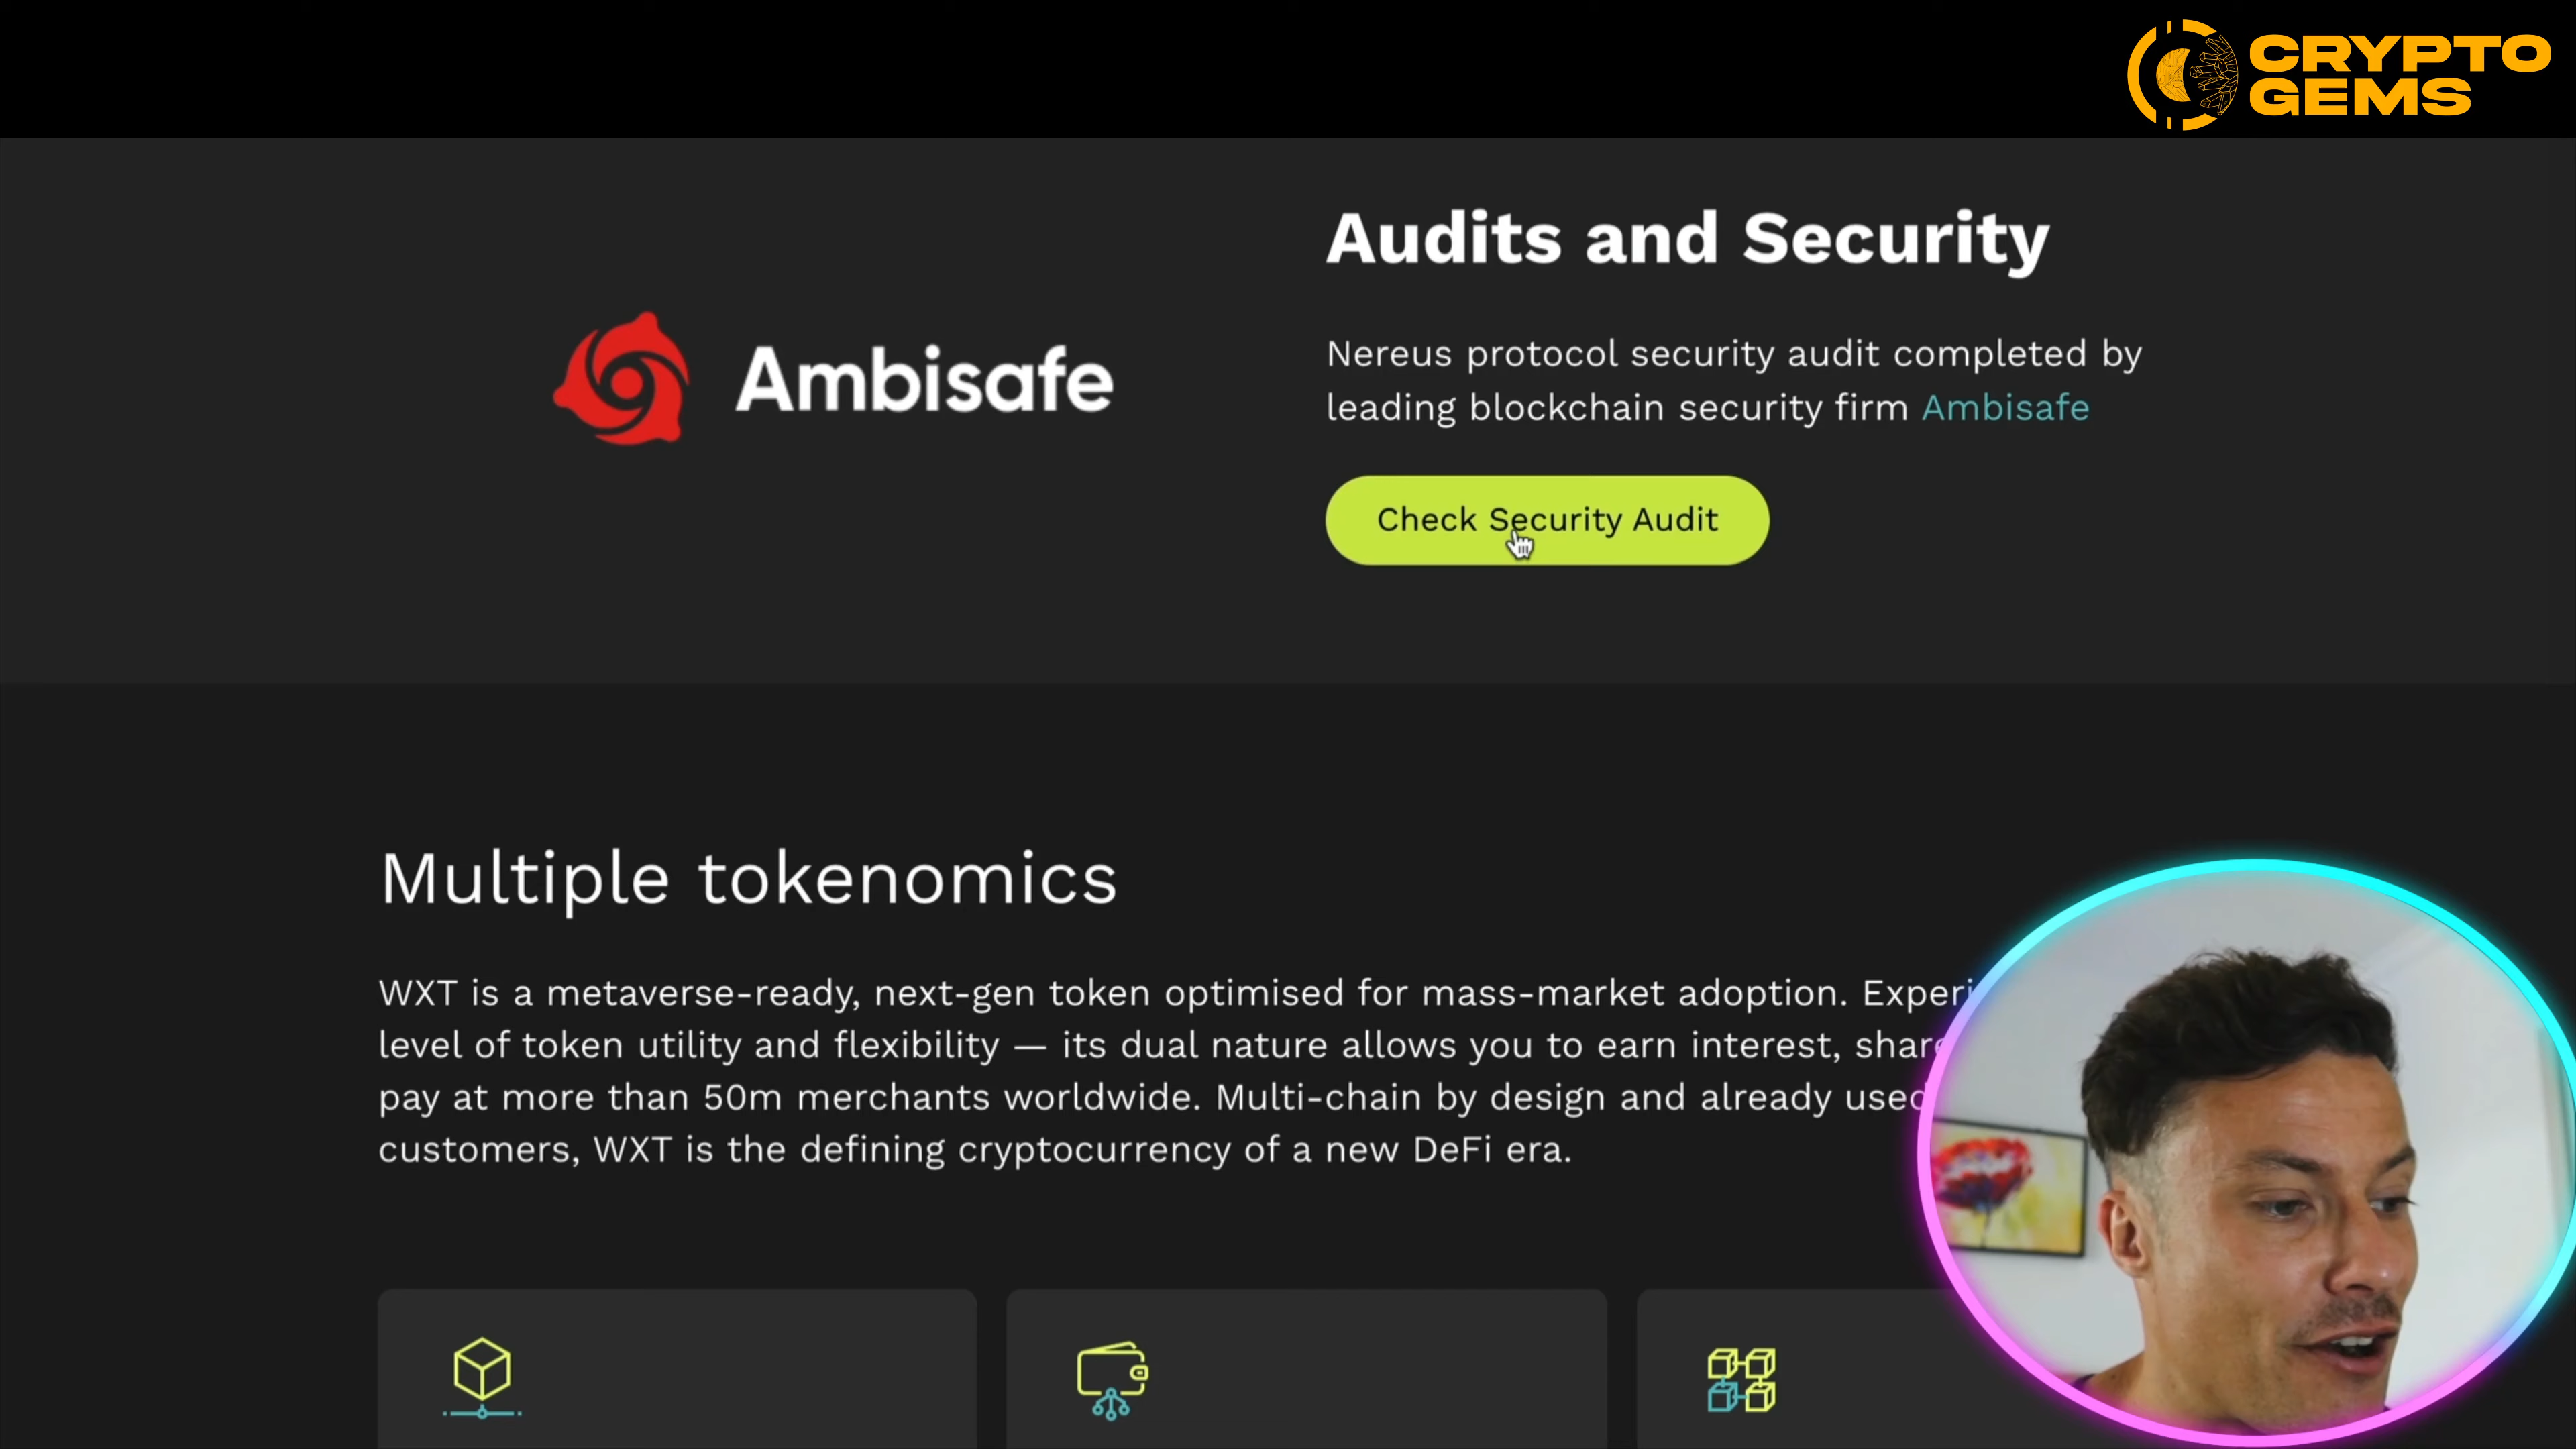 CRYPTO
GEMS
Audits and Security
Ambisafe
Nereus protocol security audit completed by
leading blockchain security firm Ambisafe
Check Security Audit
Multiple tokenomics
WXT is a metaverse-ready, next-gen token optimised for mass-market adoption.
level of token utility and flexibility — its dual nature allows you to earn interest,
pay at more than 50m merchants worldwide. Multi-chain by design and already used
customers, WXT is the defining cryptocurrency of a new DeFi era.